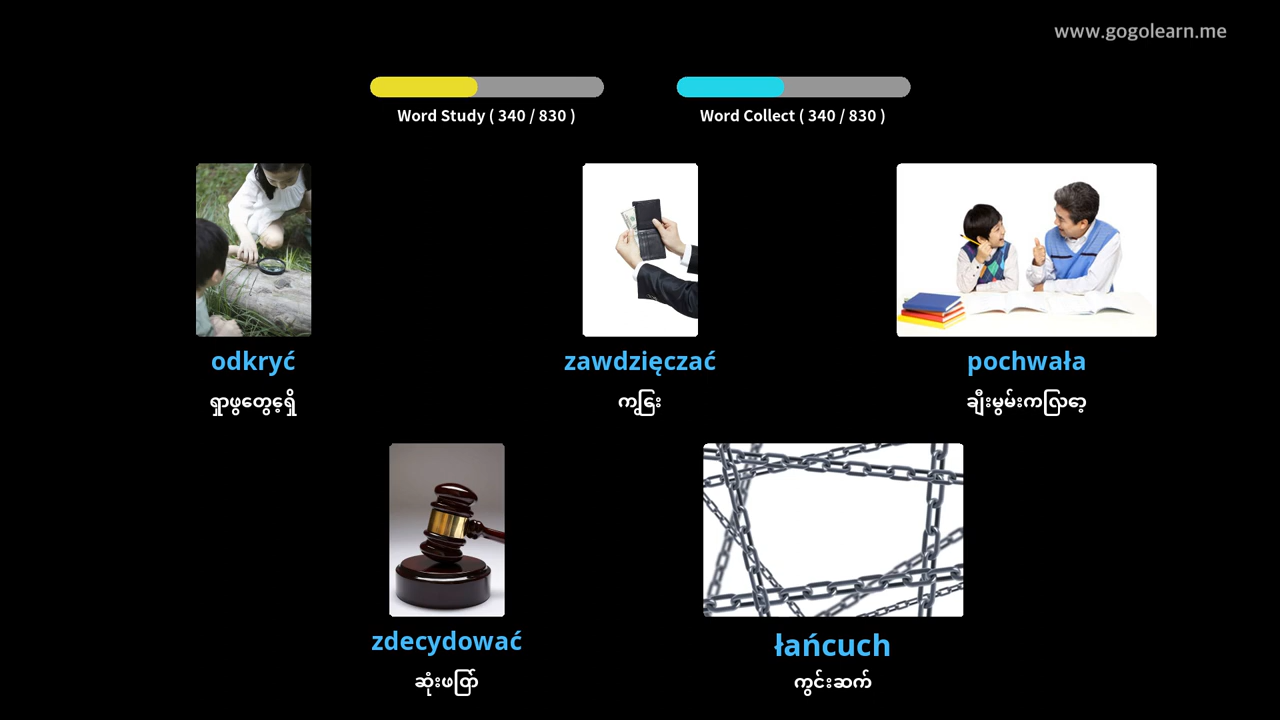 www.gogolearn.me
Word Study ( 340 / 830 )
Word Collect ( 340 / 830 )
odkryć
zawdzięczać
pochwała
ရှာဖွတွေ့ရှေိ
ကြွေး
ချီးမွမ်းကြလော့
zdecydować
łańcuch
ဆုံးဖြတ်
ကွင်းဆက်